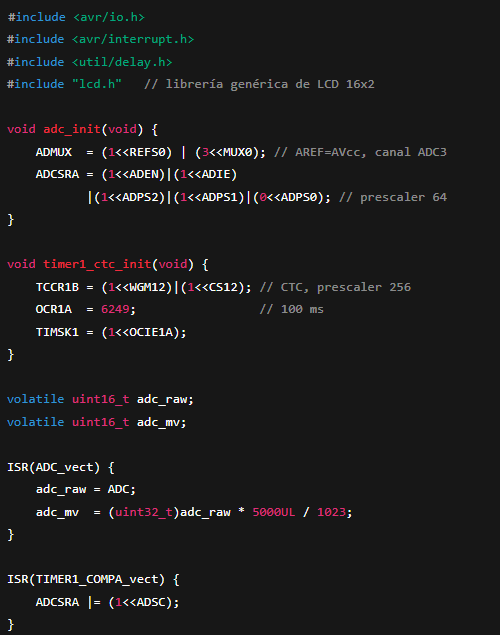 #include <avr/io.h>
#include <avr/interrupt.h>
#include <util/delay.h>
#include "lcd.h"   // librería genérica de LCD 16x2

void adc_init(void) {
    ADMUX  = (1<<REFS0) | (3<<MUX0); // AREF=AVcc, canal ADC3
    ADCSRA = (1<<ADEN)|(1<<ADIE)
           |(1<<ADPS2)|(1<<ADPS1)|(0<<ADPS0); // prescaler 64
}

void timer1_ctc_init(void) {
    TCCR1B = (1<<WGM12)|(1<<CS12); // CTC, prescaler 256
    OCR1A  = 6249;                 // 100 ms
    TIMSK1 = (1<<OCIE1A);
}

volatile uint16_t adc_raw;
volatile uint16_t adc_mv;

ISR(ADC_vect) {
    adc_raw = ADC;
    adc_mv  = (uint32_t)adc_raw * 5000UL / 1023;
}

ISR(TIMER1_COMPA_vect) {
    ADCSRA |= (1<<ADSC);
}